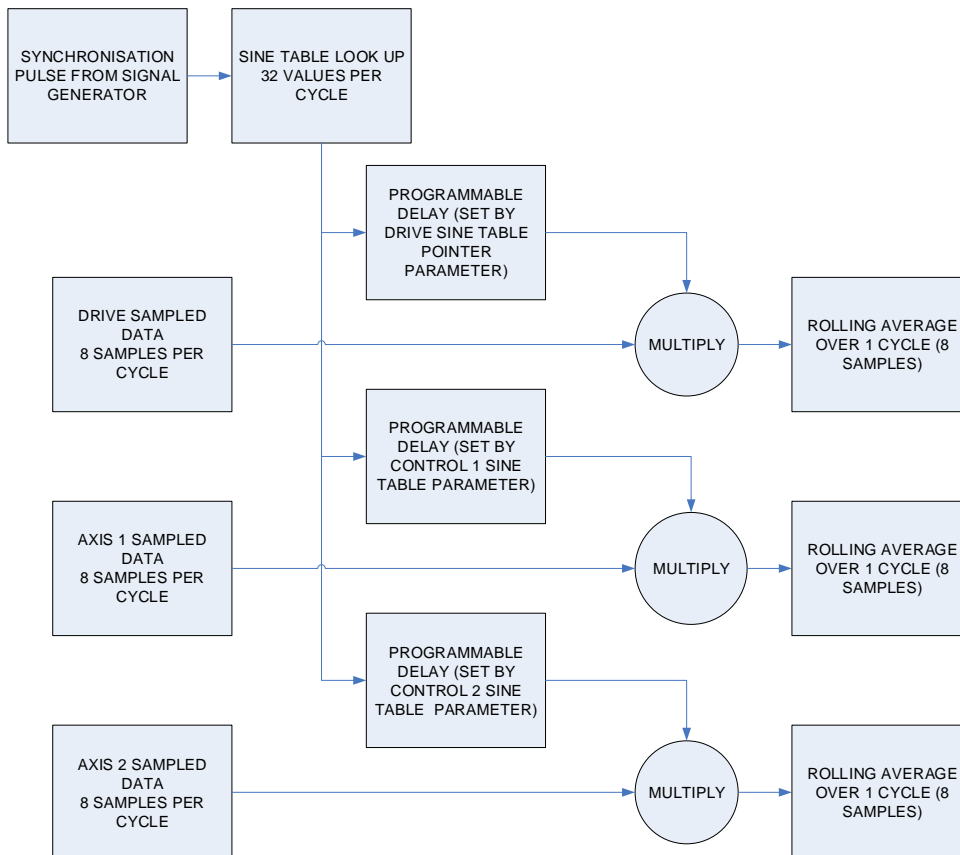 SYNCHRONISATION
PULSE FROM SIGNAL
GENERATOR
SINE TABLE LOOK UP
32 VALUES PER
CYCLE
PROGRAMMABLE
DELAY (SET BY
DRIVE SINE TABLE
POINTER
PARAMETER)
DRIVE SAMPLED
DATA
8 SAMPLES PER
CYCLE
MULTIPLY
ROLLING AVERAGE
OVER 1 CYCLE (8
SAMPLES)
PROGRAMMABLE
DELAY (SET BY
CONTROL 1 SINE
TABLE PARAMETER)
AXIS 1 SAMPLED
DATA
8 SAMPLES PER
CYCLE
MULTIPLY
ROLLING AVERAGE
OVER 1 CYCLE (8
SAMPLES)
PROGRAMMABLE
DELAY (SET BY
CONTROL 2 SINE
TABLE PARAMETER)
AXIS 2 SAMPLED
DATA
8 SAMPLES PER
CYCLE
MULTIPLY
ROLLING AVERAGE
OVER 1 CYCLE (8
SAMPLES)